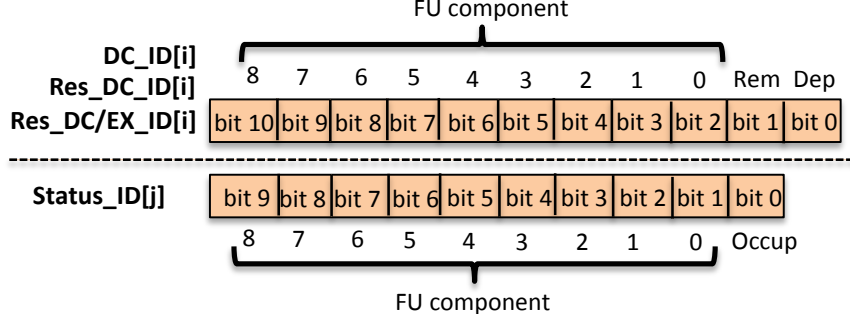 FU component
DC_ID[i]
8 7 6 5 4 3 2 1 0 Rem Dep
Res_DC_ID[i]
Res_DC/EX_ID[i] bit 10 bit 9 bit 8 bit 7 bit 6 bit 5 bit 4 bit 3 bit 2 bit 1 bit 0
Status_ID[j] bit 9 bit 8 bit 7 bit 6 bit 5 bit 4 bit 3 bit 2 bit 1 bit 0
8 7 6 5 4 3 2 1 0 Occup
FU component